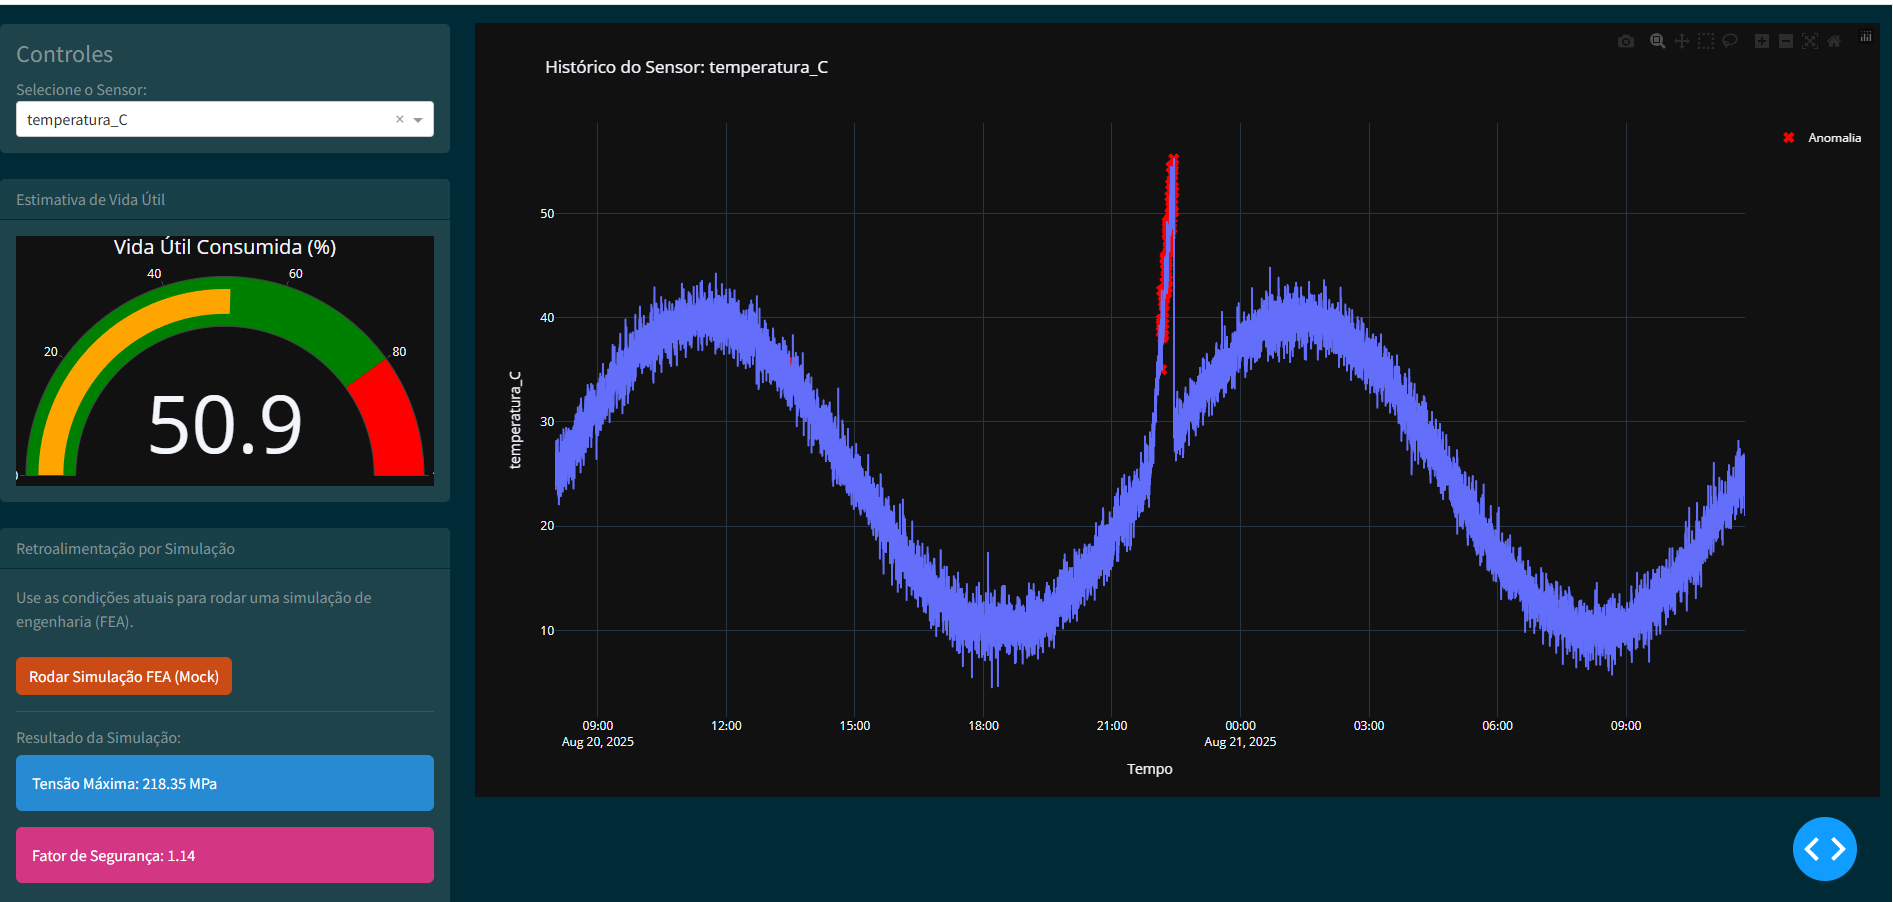 Controles
Selecione o Sensor:
temperatura_C
Estimativa de Vida Útil
Vida Útil Consumida (%)
40
60
20
80
50.9
Retroalimentação por Simulação
Use as condições atuais para rodar uma simulação de
engenharia (FEA).
Rodar Simulação FEA (Mock)
Resultado da Simulação:
Tensão Máxima: 218.35 MPa
Fator de Segurança: 1.14
Histórico do Sensor: temperatura_C
Anomalia
50
40
30
20
10
temperatura_C
09:00 12:00 15:00 18:00 21:00 00:00 03:00 06:00 09:00
Aug 20, 2025 Aug 21, 2025
Tempo